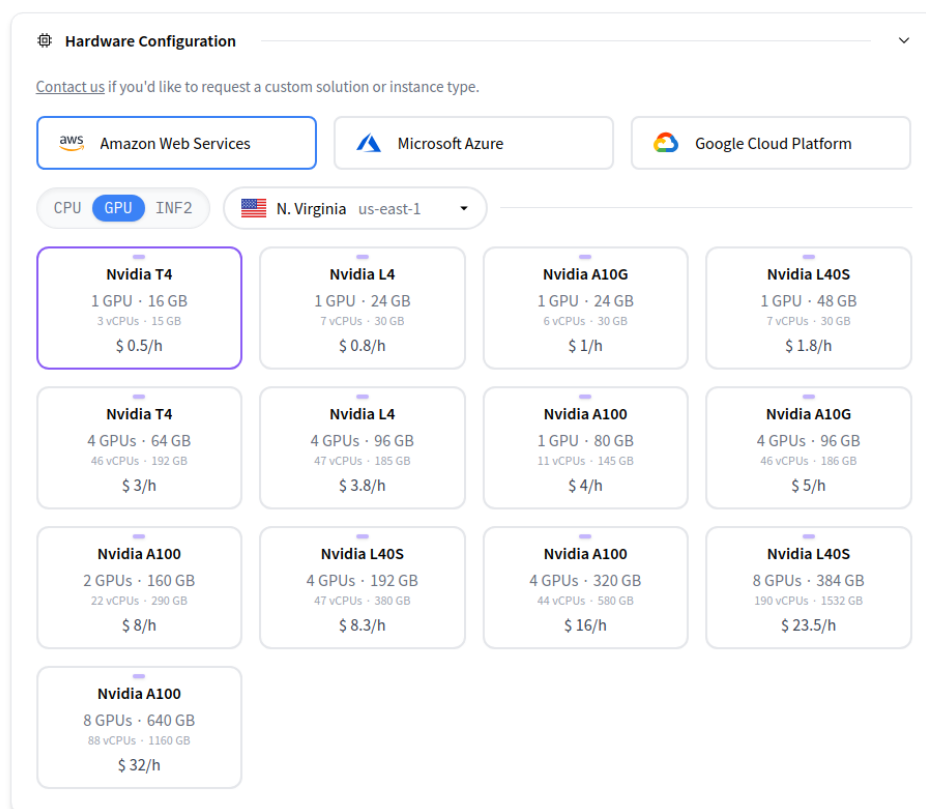 Hardware Configuration
Contact us if you'd like to request a custom solution or instance type.
aws Amazon Web Services
Microsoft Azure
Google Cloud Platform
CPU GPU INF2
N. Virginia us-east-1
Nvidia T4
1 GPU · 16 GB
3 vCPUs · 15 GB
$ 0.5/h
Nvidia L4
1 GPU · 24 GB
7 vCPUs · 30 GB
$ 0.8/h
Nvidia A10G
1 GPU · 24 GB
6 vCPUs · 30 GB
$ 1/h
Nvidia L40S
1 GPU · 48 GB
7 vCPUs · 30 GB
$ 1.8/h
Nvidia T4
4 GPUs · 64 GB
46 vCPUs · 192 GB
$ 3/h
Nvidia L4
4 GPUs · 96 GB
47 vCPUs · 185 GB
$ 3.8/h
Nvidia A100
1 GPU · 80 GB
11 vCPUs · 145 GB
$ 4/h
Nvidia A10G
4 GPUs · 96 GB
46 vCPUs · 186 GB
$ 5/h
Nvidia A100
2 GPUs · 160 GB
22 vCPUs · 290 GB
$ 8/h
Nvidia L40S
4 GPUs · 192 GB
47 vCPUs · 380 GB
$ 8.3/h
Nvidia A100
4 GPUs · 320 GB
44 vCPUs · 580 GB
$ 16/h
Nvidia L40S
8 GPUs · 384 GB
190 vCPUs · 1532 GB
$ 23.5/h
Nvidia A100
8 GPUs · 640 GB
88 vCPUs · 1160 GB
$ 32/h